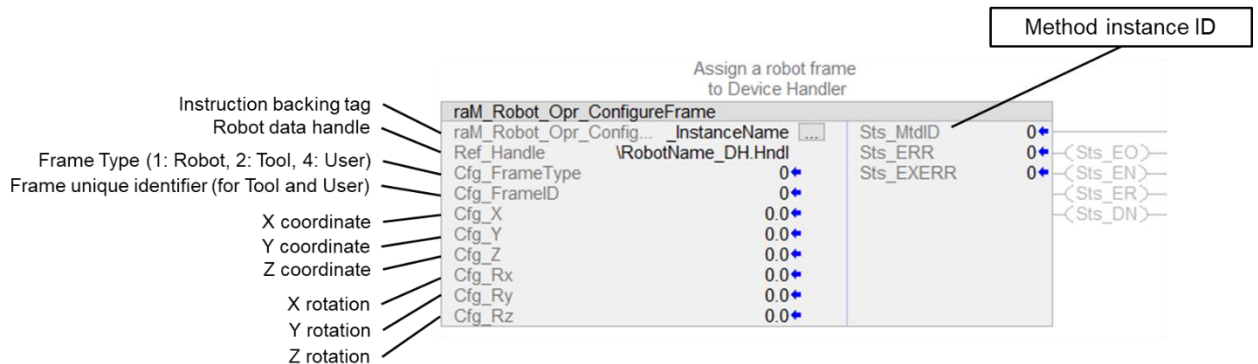 Method instance ID
Assign a robot frame
to Device Handler
Instruction backing tag
Robot data handle
Frame Type (1: Robot, 2: Tool, 4: User)
Frame unique identifier (for Tool and User)
X coordinate
Y coordinate
Z coordinate
X rotation
Y rotation
Z rotation
raM_Robot_Opr_ConfigureFrame
raM_Robot_Opr_Config... _InstanceName ... Sts_MtdID 0
Ref_Handle \RobotName_DH.Hndl Sts_ERR 0 (Sts_EO)
Cfg_FrameType 0 Sts_EXERR 0 (Sts_EN)
Cfg_FrameID 0 (Sts_ER)
Cfg_X 0.0 (Sts_DN)
Cfg_Y 0.0
Cfg_Z 0.0
Cfg_Rx 0.0
Cfg_Ry 0.0
Cfg_Rz 0.0